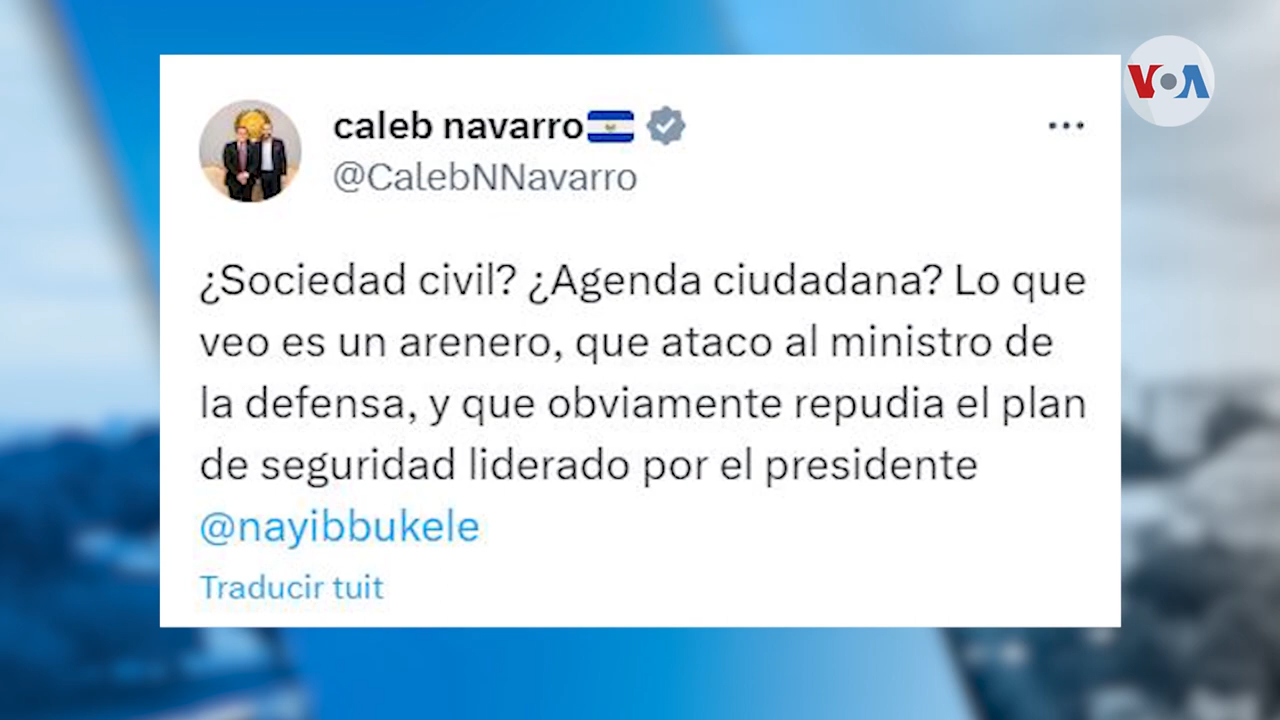 VOA
caleb navarro
@CalebNNavarro
¿Sociedad civil? ¿Agenda ciudadana? Lo que
veo es un arenero, que ataco al ministro de
la defensa, y que obviamente repudia el plan
de seguridad liderado por el presidente
@nayibbukele
Traducir tuit